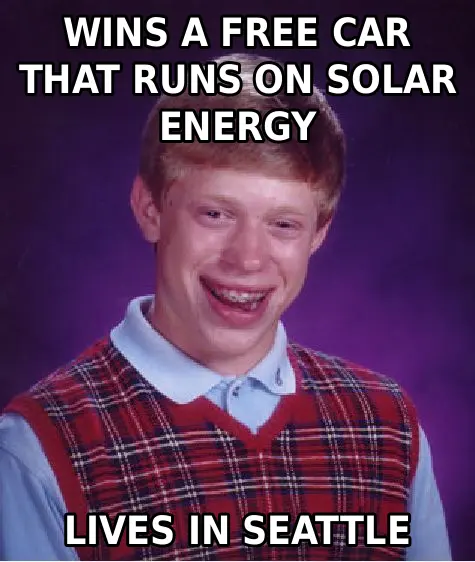 WINS A FREE CAR
THAT RUNS ON SOLAR
ENERGY
LIVES IN SEATTLE